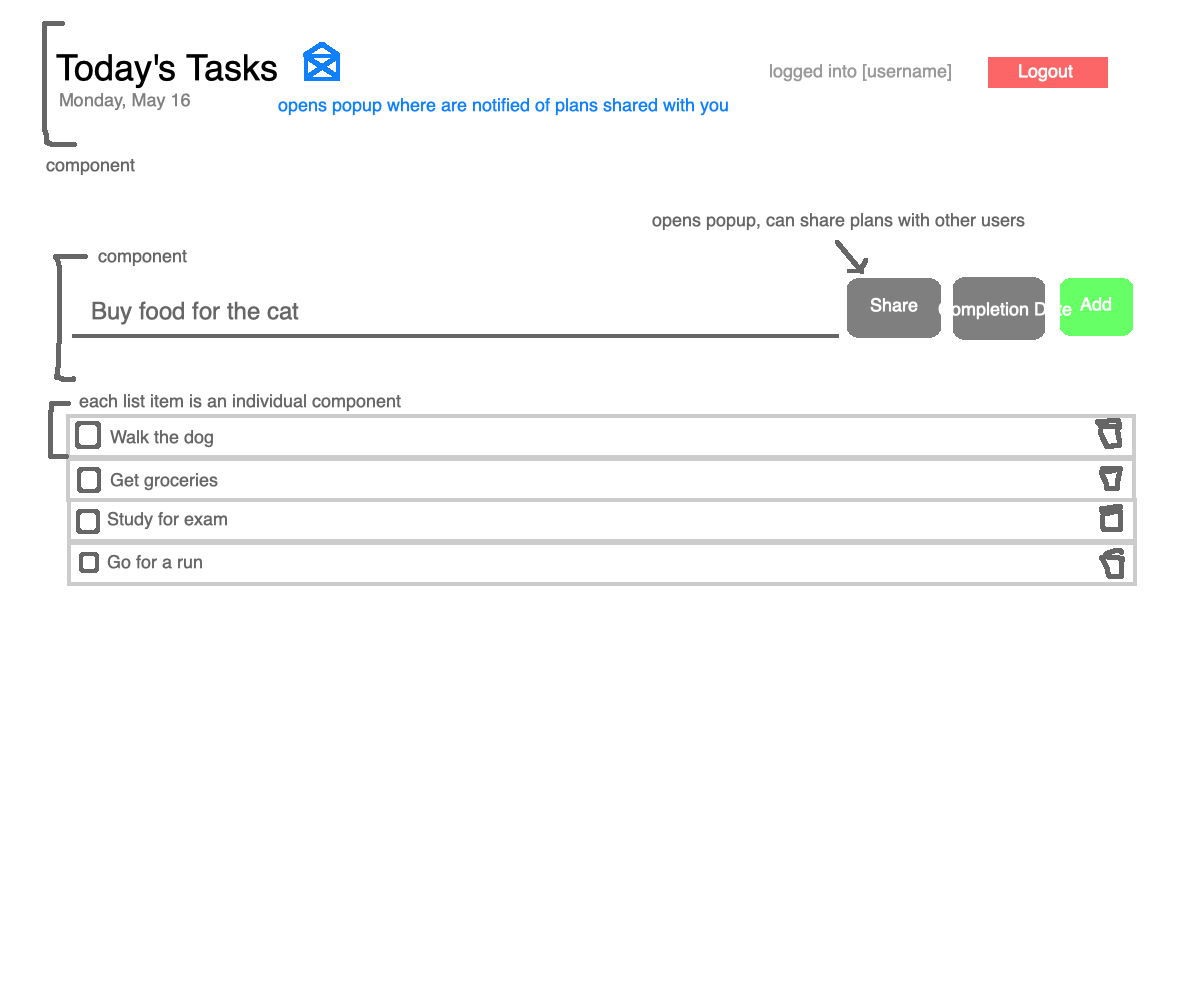 Today's Tasks
logged into [username]
Logout
Monday, May 16
opens popup where are notified of plans shared with you
component
opens popup, can share plans with other users
component
Buy food for the cat
Share
Completion Date
Add
each list item is an individual component
Walk the dog
Get groceries
Study for exam
Go for a run